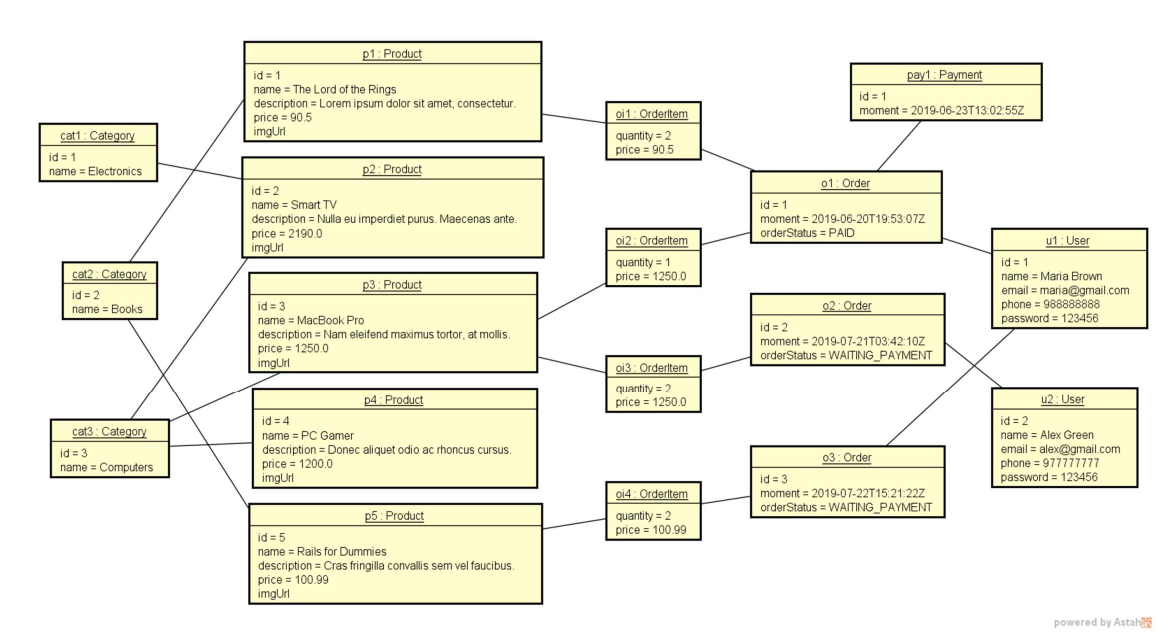 p1 : Product
id = 1
name = The Lord of the Rings
description = Lorem ipsum dolor sit amet, consectetur.
price = 90.5
imgUrl
pay1 : Payment
id = 1
moment = 2019-06-23T13:02:55Z
oi1 : OrderItem
quantity = 2
price = 90.5
cat1 : Category
id = 1
name = Electronics
p2 : Product
id = 2
name = Smart TV
description = Nulla eu imperdiet purus. Maecenas ante.
price = 2190.0
imgUrl
o1 : Order
id = 1
moment = 2019-06-20T19:53:07Z
orderStatus = PAID
oi2 : OrderItem
quantity = 1
price = 1250.0
u1 : User
id = 1
name = Maria Brown
email = maria@gmail.com
phone = 988888888
password = 123456
cat2 : Category
id = 2
name = Books
p3 : Product
id = 3
name = MacBook Pro
description = Nam eleifend maximus tortor, at mollis.
price = 1250.0
imgUrl
o2 : Order
id = 2
moment = 2019-07-21T03:42:10Z
orderStatus = WAITING_PAYMENT
oi3 : OrderItem
quantity = 2
price = 1250.0
u2 : User
id = 2
name = Alex Green
email = alex@gmail.com
phone = 977777777
password = 123456
p4 : Product
id = 4
name = PC Gamer
description = Donec aliquet odio ac rhoncus cursus.
price = 1200.0
imgUrl
cat3 : Category
id = 3
name = Computers
o3 : Order
id = 3
moment = 2019-07-22T15:21:22Z
orderStatus = WAITING_PAYMENT
oi4 : OrderItem
quantity = 2
price = 100.99
p5 : Product
id = 5
name = Rails for Dummies
description = Cras fringilla convallis sem vel faucibus.
price = 100.99
imgUrl
powered by Astah